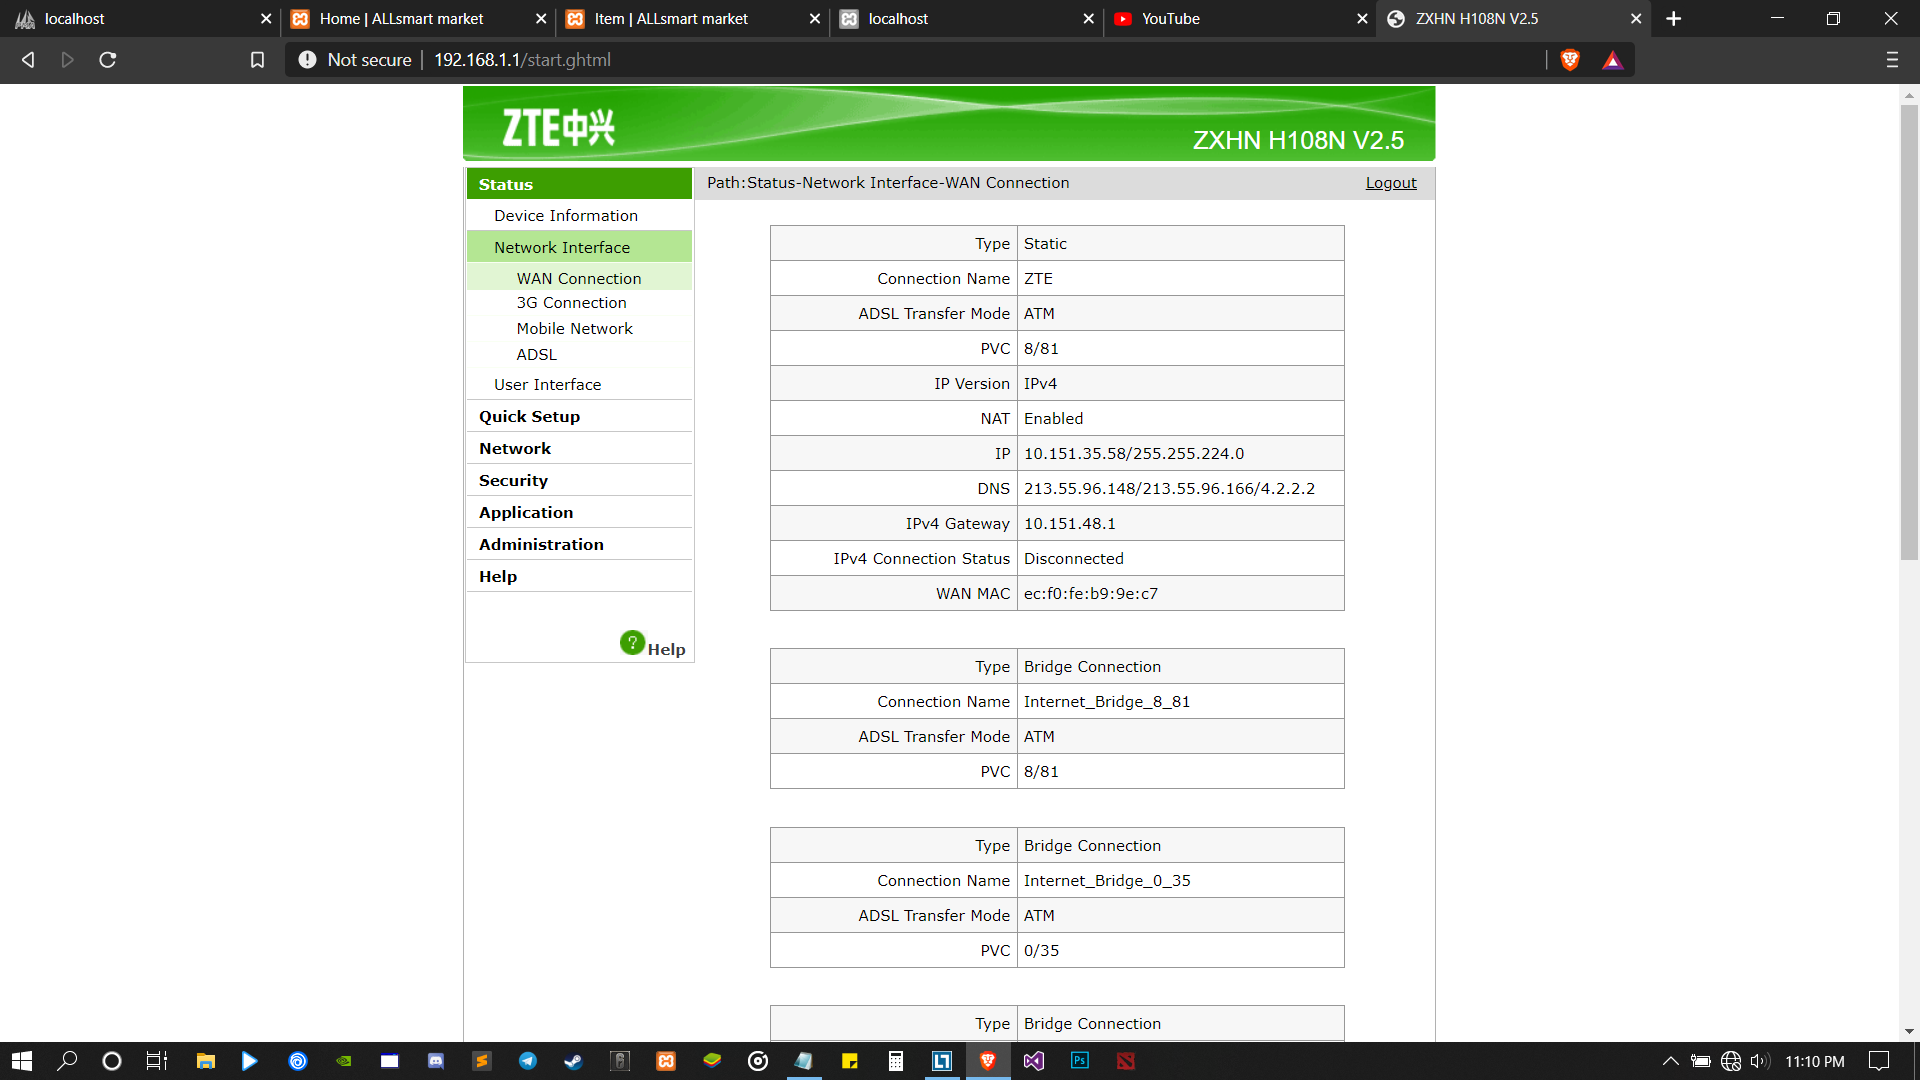 localhost
Home | ALLsmart market
Item | ALLsmart market
localhost
YouTube
ZXHN H108N V2.5
Not secure
192.168.1.1/start.ghtml
ZTE中兴
ZXHN H108N V2.5
Status
Device Information
Network Interface
WAN Connection
3G Connection
Mobile Network
ADSL
User Interface
Quick Setup
Network
Security
Application
Administration
Help
? Help
Path:Status-Network Interface-WAN Connection
Logout
Type Static
Connection Name ZTE
ADSL Transfer Mode ATM
PVC 8/81
IP Version IPv4
NAT Enabled
IP 10.151.35.58/255.255.224.0
DNS 213.55.96.148/213.55.96.166/4.2.2.2
IPv4 Gateway 10.151.48.1
IPv4 Connection Status Disconnected
WAN MAC ec:f0:fe:b9:9e:c7
Type Bridge Connection
Connection Name Internet_Bridge_8_81
ADSL Transfer Mode ATM
PVC 8/81
Type Bridge Connection
Connection Name Internet_Bridge_0_35
ADSL Transfer Mode ATM
PVC 0/35
Type Bridge Connection
Ps
11:10 PM